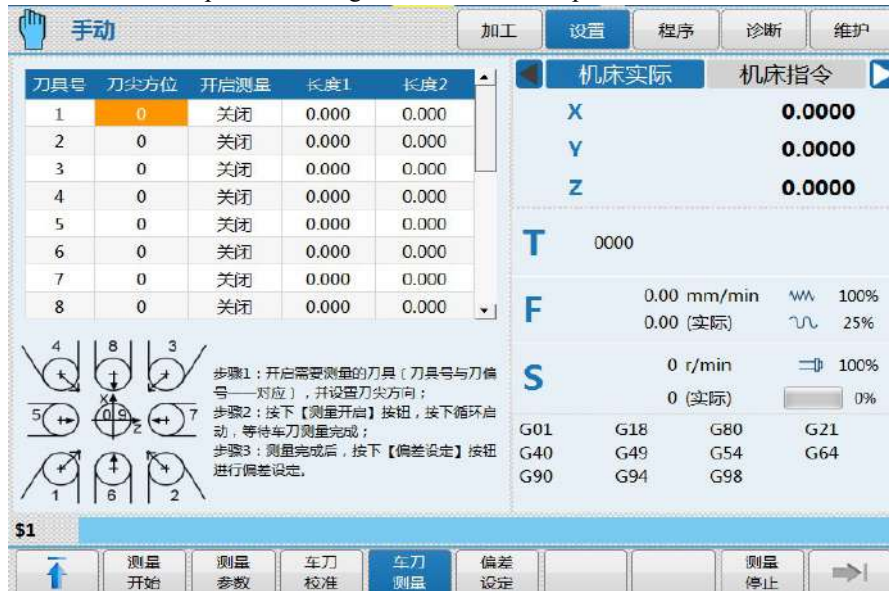 手动 加工 设置 程序 诊断 维护
刀具号 刀尖方位 开启测量 长度1 长度2
1 0 关闭 0.000 0.000
2 0 关闭 0.000 0.000
3 0 关闭 0.000 0.000
4 0 关闭 0.000 0.000
5 0 关闭 0.000 0.000
6 0 关闭 0.000 0.000
7 0 关闭 0.000 0.000
8 0 关闭 0.000 0.000
机床实际 机床指令
X 0.0000
Y 0.0000
Z 0.0000
T 0000
F 0.00 mm/min 100%
0.00 (实际) 25%
S 0 r/min 100%
0 (实际) 0%
G01 G18 G80 G21
G40 G49 G54 G64
G90 G94 G98
4 8 3
5 X 0 9 Z 7
1 6 2
步骤1：开启需要测量的刀具（刀具号与刀偏
号一一对应），并设置刀尖方向；
步骤2：按下【测量开启】按钮，按下循环启
动，等待车刀测量完成；
步骤3：测量完成后，按下【偏差设定】按钮
进行偏差设定。
$1
测量
开始
测量
参数
车刀
校准
车刀
测量
偏差
设定
测量
停止